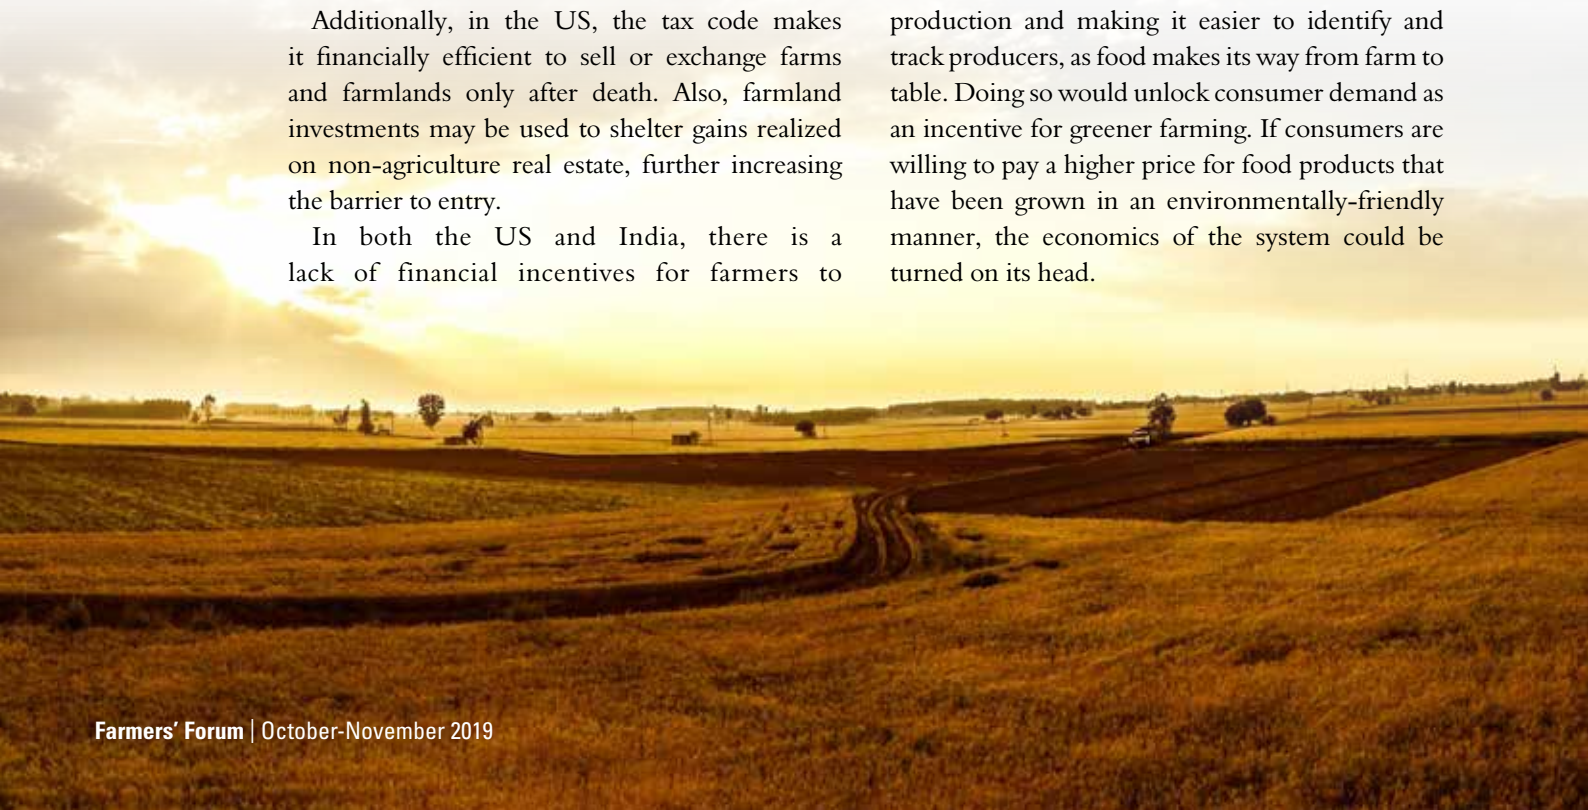 Additionally, in the US, the tax code makes
it financially efficient to sell or exchange farms
and farmlands only after death. Also, farmland
investments may be used to shelter gains realized
on non-agriculture real estate, further increasing
the barrier to entry.
In both the US and India, there is a
lack of financial incentives for farmers to
production and making it easier to identify and
track producers, as food makes its way from farm to
table. Doing so would unlock consumer demand as
an incentive for greener farming. If consumers are
willing to pay a higher price for food products that
have been grown in an environmentally-friendly
manner, the economics of the system could be
turned on its head.
Farmers’ Forum | October-November 2019